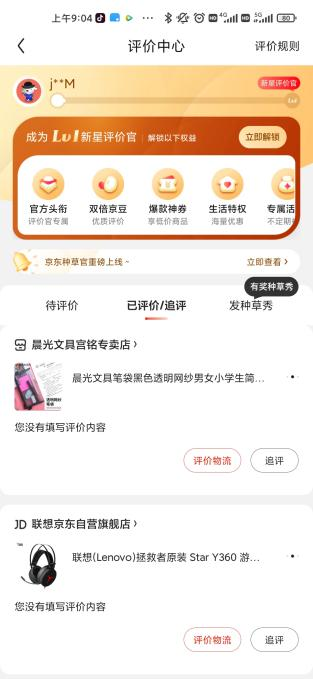 上午9:04 ... HD 4G HD 5G 80
评价中心 评价规则
j**M 新星评价官
Lv1
成为 Lv1 新星评价官 | 解锁以下权益 立即解锁
官方头衔 双倍京豆 爆款神券 生活特权 专属活
评价官专属 优质评价 享低价商品 海量优惠 不定期
京东种草官重磅上线~ 立即查看 >
有奖种草秀
待评价 已评价/追评 发种草秀
晨光文具宫铭专卖店 >
晨光文具笔袋黑色透明网纱男女小学生简... ...
您没有填写评价内容
评价物流 追评
JD 联想京东自营旗舰店 >
联想(Lenovo)拯救者原装 Star Y360 游... ...
您没有填写评价内容
评价物流 追评